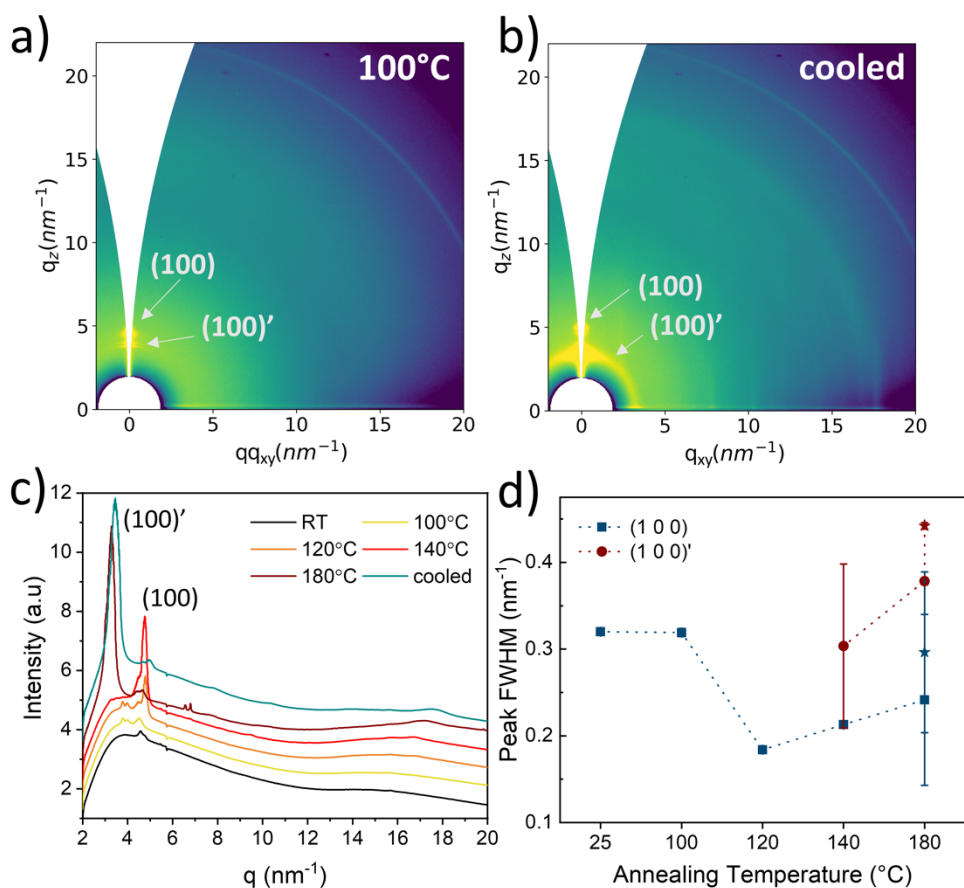 a)
100°C
20
15
10
5
0
q_z(nm⁻¹)
(100)
(100)’
0
5
10
15
20
qq_xy(nm⁻¹)
b)
cooled
20
15
10
5
0
q_z(nm⁻¹)
(100)
(100)’
0
5
10
15
20
q_xy(nm⁻¹)
c)
12
10
8
6
4
2
Intensity (a.u)
(100)’
(100)
RT
100°C
120°C
140°C
180°C
cooled
2
4
6
8
10
12
14
16
18
20
q (nm⁻¹)
d)
0.4
0.3
0.2
0.1
Peak FWHM (nm⁻¹)
(1 0 0)
(1 0 0)'
25
100
120
140
180
Annealing Temperature (°C)